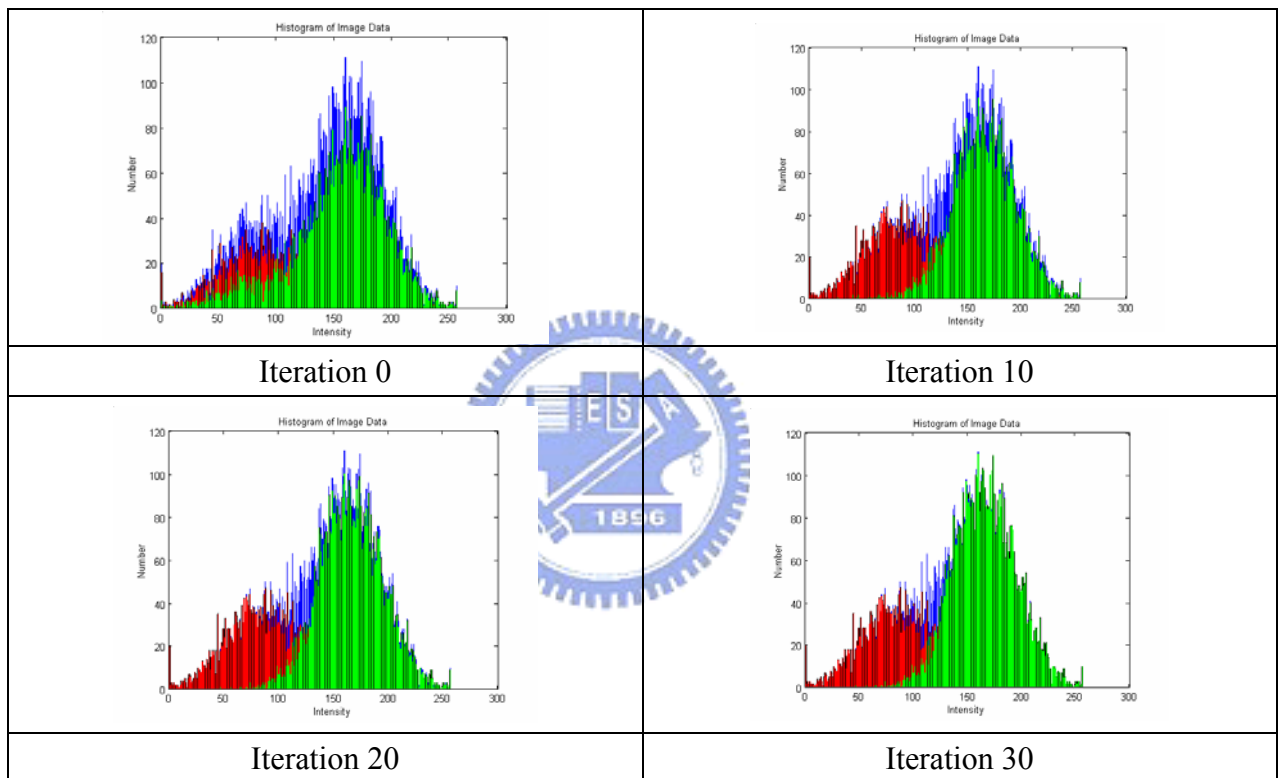 Histogram of Image Data
120
100
80
60
40
20
0
Number
0 50 100 150 200 250 300
Intensity
Histogram of Image Data
120
100
80
60
40
20
0
Number
0 50 100 150 200 250 300
Intensity
Iteration 0
Iteration 10
E S A
1896
Histogram of Image Data
120
100
80
60
40
20
0
Number
0 50 100 150 200 250 300
Intensity
Histogram of Image Data
120
100
80
60
40
20
0
Number
0 50 100 150 200 250 300
Intensity
Iteration 20
Iteration 30